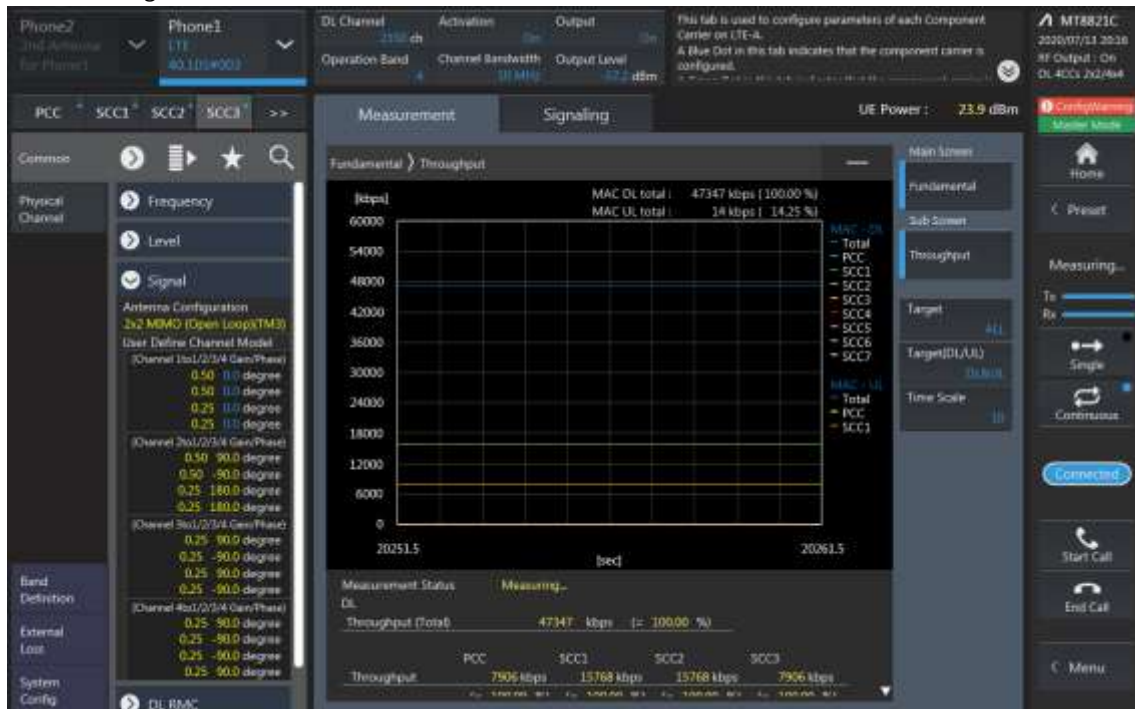 Phone2
2nd Antenna
for Phone1
Phone1
LTE
40.10S#003
DL Channel
2150 ch
Activation
On
Output
On
Operation Band
4
Channel Bandwidth
10 MHz
Output Level
dBm
This tab is used to configure parameters of each Component
Carrier on LTE-A.
A Blue Dot in this tab indicates that the component carrier is
configured.
MT8821C
2020/07/13 20:16
RF Output : On
DL 4CCs 2x2/4x4
PCC
SCC1
SCC2
SCC3
>>
Measurement
Signaling
UE Power : 23.9 dBm
ConfigWarning
Master Mode
Common
Physical
Channel
Frequency
Level
Signal
Antenna Configuration
2x2 MIMO (Open Loop)(TM3)
User Define Channel Model
(Channel 1to1/2/3/4 Gain/Phase)
0.50 0.0 degree
0.50 0.0 degree
0.25 0.0 degree
0.25 0.0 degree
(Channel 2to1/2/3/4 Gain/Phase)
0.50 90.0 degree
0.50 -90.0 degree
0.25 180.0 degree
0.25 180.0 degree
(Channel 3to1/2/3/4 Gain/Phase)
0.25 90.0 degree
0.25 -90.0 degree
0.25 90.0 degree
0.25 -90.0 degree
(Channel 4to1/2/3/4 Gain/Phase)
0.25 90.0 degree
0.25 -90.0 degree
0.25 -90.0 degree
0.25 90.0 degree
DL RMC
Band
Definition
External
Loss
System
Config
Fundamental ⟩ Throughput
[kbps]
MAC DL total : 47347 kbps ( 100.00 %)
MAC UL total : 14 kbps ( 14.25 %)
60000
54000
48000
42000
36000
30000
24000
18000
12000
6000
0
20251.5
[sec]
20261.5
MAC - DL
Total
PCC
SCC1
SCC2
SCC3
SCC4
SCC5
SCC6
SCC7
MAC - UL
Total
PCC
SCC1
Measurement Status Measuring...
DL
Throughput (Total) 47347 kbps (= 100.00 %)
PCC SCC1 SCC2 SCC3
Throughput 7906 kbps 15768 kbps 15768 kbps 7906 kbps
Main Screen
Fundamental
Sub Screen
Throughput
Target
ALL
Target(DL/UL)
DL&UL
Time Scale
10
Home
< Preset
Measuring...
Tx
Rx
Single
Continuous
Connected
Start Call
End Call
< Menu